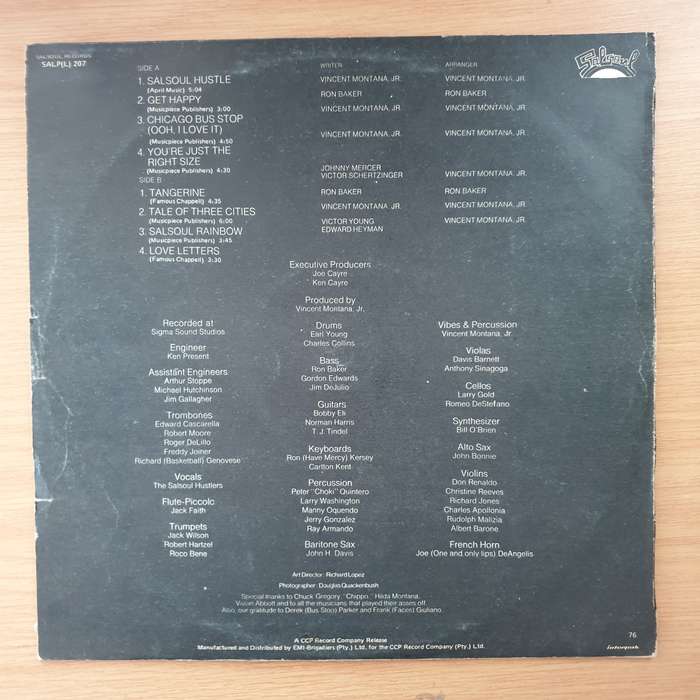 SALSOUL RECORDS
SALP(L) 207
Salsoul
SIDE A
WRITER
ARRANGER
1. SALSOUL HUSTLE
(April Music) 5:04
VINCENT MONTANA, JR.
VINCENT MONTANA, JR.
2. GET HAPPY
(Musicpiece Publishers) 3:00
RON BAKER
RON BAKER
3. CHICAGO BUS STOP
(OOH, I LOVE IT)
(Musicpiece Publishers) 4:50
VINCENT MONTANA, JR.
VINCENT MONTANA, JR.
4. YOU'RE JUST THE
RIGHT SIZE
(Musicpiece Publishers) 4:30
VINCENT MONTANA, JR.
VINCENT MONTANA, JR.
SIDE B
1. TANGERINE
(Famous Chappell) 4:35
JOHNNY MERCER
VICTOR SCHERTZINGER
VINCENT MONTANA, JR.
2. TALE OF THREE CITIES
(Musicpiece Publishers) 6:00
RON BAKER
RON BAKER
3. SALSOUL RAINBOW
(Musicpiece Publishers) 3:45
VINCENT MONTANA, JR.
VINCENT MONTANA, JR.
4. LOVE LETTERS
(Famous Chappell) 3:30
VICTOR YOUNG
EDWARD HEYMAN
VINCENT MONTANA, JR.
Executive Producers
Joe Cayre
Ken Cayre
Produced by
Vincent Montana, Jr.
Recorded at
Sigma Sound Studios
Engineer
Ken Present
Assistant Engineers
Arthur Stoppe
Michael Hutchinson
Jim Gallagher
Trombones
Edward Cascarella
Robert Moore
Roger DeLillo
Freddy Joiner
Richard (Basketball) Genovese
Vocals
The Salsoul Hustlers
Flute-Piccolo
Jack Faith
Trumpets
Jack Wilson
Robert Hartzel
Roco Bene
Drums
Earl Young
Charles Collins
Bass
Ron Baker
Gordon Edwards
Jim DeJulio
Guitars
Bobby Eli
Norman Harris
T. J. Tindel
Keyboards
Ron (Have Mercy) Kersey
Carlton Kent
Percussion
Peter "Choki" Quintero
Larry Washington
Manny Oquendo
Jerry Gonzalez
Ray Armando
Baritone Sax
John H. Davis
Vibes & Percussion
Vincent Montana, Jr.
Violas
Davis Barnett
Anthony Sinagoga
Cellos
Larry Gold
Romeo DeStefano
Synthesizer
Bill O'Brien
Alto Sax
John Bonnie
Violins
Don Renaldo
Christine Reeves
Richard Jones
Charles Apollonia
Rudolph Malizia
Albert Barone
French Horn
Joe (One and only lips) DeAngelis
Art Director: Richard Lopez
Photographer: Douglas Quackenbush
Special thanks to Chuck Gregory, "Chippo," Hilda Montana,
Vivian Abbott and to all the musicians that played their asses off.
Also, our gratitude to Derek (Bus Stop) Parker and Frank (Faces) Giuliano.
A CCP Record Company Release
Manufactured and Distributed by EMI-Brigadiers (Pty.) Ltd. for the CCP Record Company (Pty.) Ltd.
76
interpak